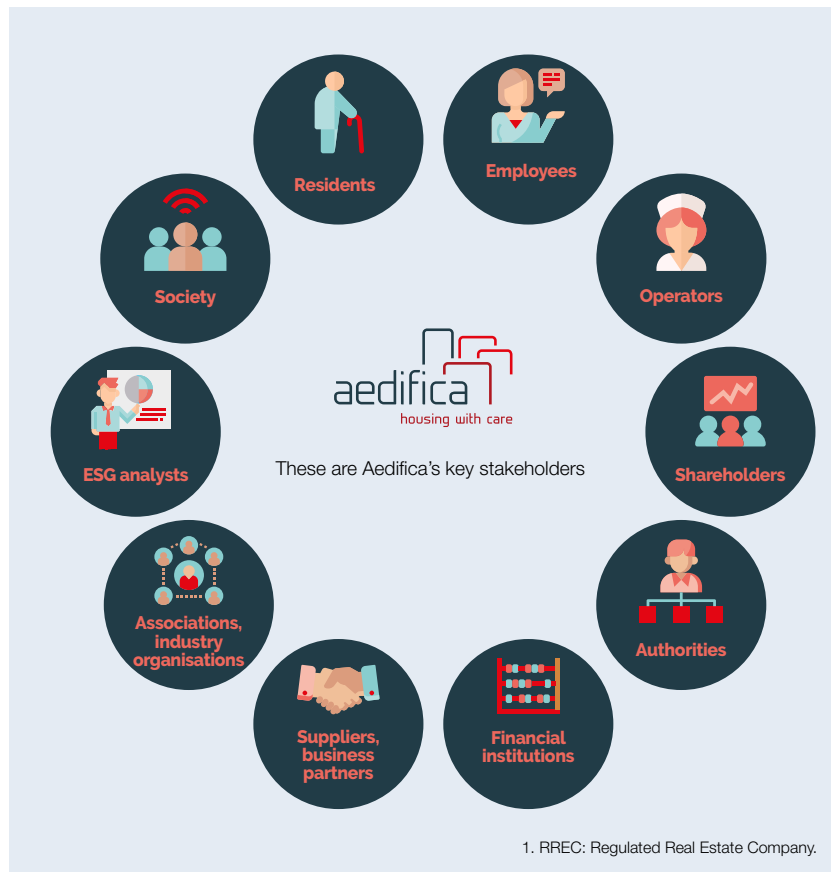 Residents
Employees
Society
Operators
aedifica
housing with care
These are Aedifica's key stakeholders
ESG analysts
Shareholders
Associations,
industry
organisations
Authorities
Suppliers,
business
partners
Financial
institutions
1. RREC: Regulated Real Estate Company.